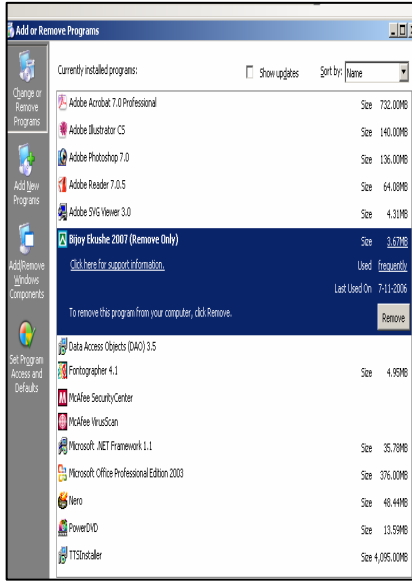 Add or Remove Programs
Change or
Remove
Programs
Add New
Programs
Add/Remove
Windows
Components
Set Program
Access and
Defaults
Currently installed programs: Show updates Sort by: Name
Adobe Acrobat 7.0 Professional Size 732.00MB
Adobe Illustrator CS Size 140.00MB
Adobe Photoshop 7.0 Size 136.00MB
Adobe Reader 7.0.5 Size 64.08MB
Adobe SVG Viewer 3.0 Size 4.31MB
Bijoy Ekushe 2007 (Remove Only) Size 3.67MB
Click here for support information. Used frequently
Last Used On 7-11-2006
To remove this program from your computer, click Remove. Remove
Data Access Objects (DAO) 3.5
Fontographer 4.1 Size 4.95MB
McAfee SecurityCenter
McAfee VirusScan
Microsoft .NET Framework 1.1 Size 35.78MB
Microsoft Office Professional Edition 2003 Size 376.00MB
Nero Size 48.44MB
PowerDVD Size 13.59MB
TTSInstaller Size 4,095.00MB